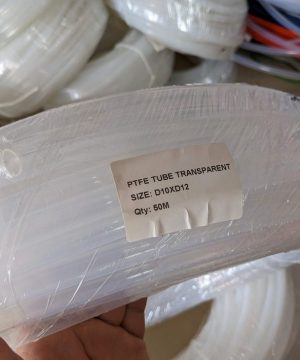 PTFE TUBE TRANSPARENT
SIZE: D10XD12
Qty: 50M